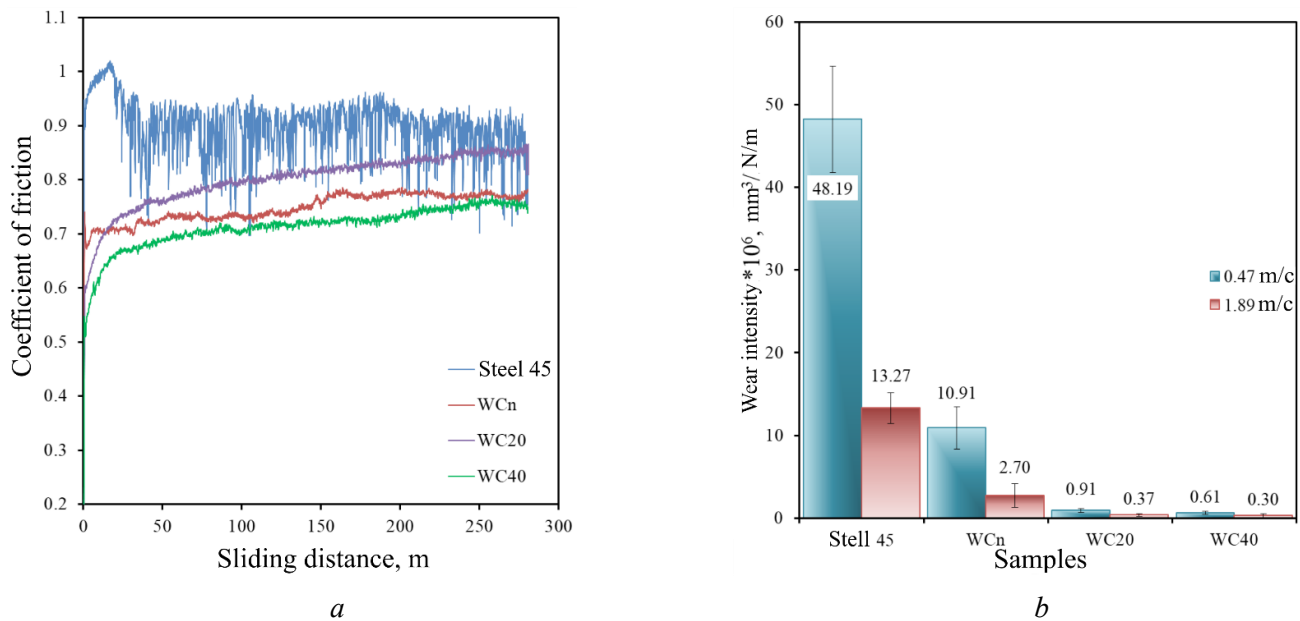 1.1
1
0.9
0.8
0.7
0.6
0.5
0.4
0.3
0.2
0 50 100 150 200 250 300
Coefficient of friction
Sliding distance, m
Steel 45
WCn
WC20
WC40
a
60
50
40
30
20
10
0
Wear intensity*10⁶, mm³/ N/m
48.19
13.27
10.91
2.70
0.91
0.37
0.61
0.30
0.47 m/c
1.89 m/c
Stell 45 WCn WC20 WC40
Samples
b